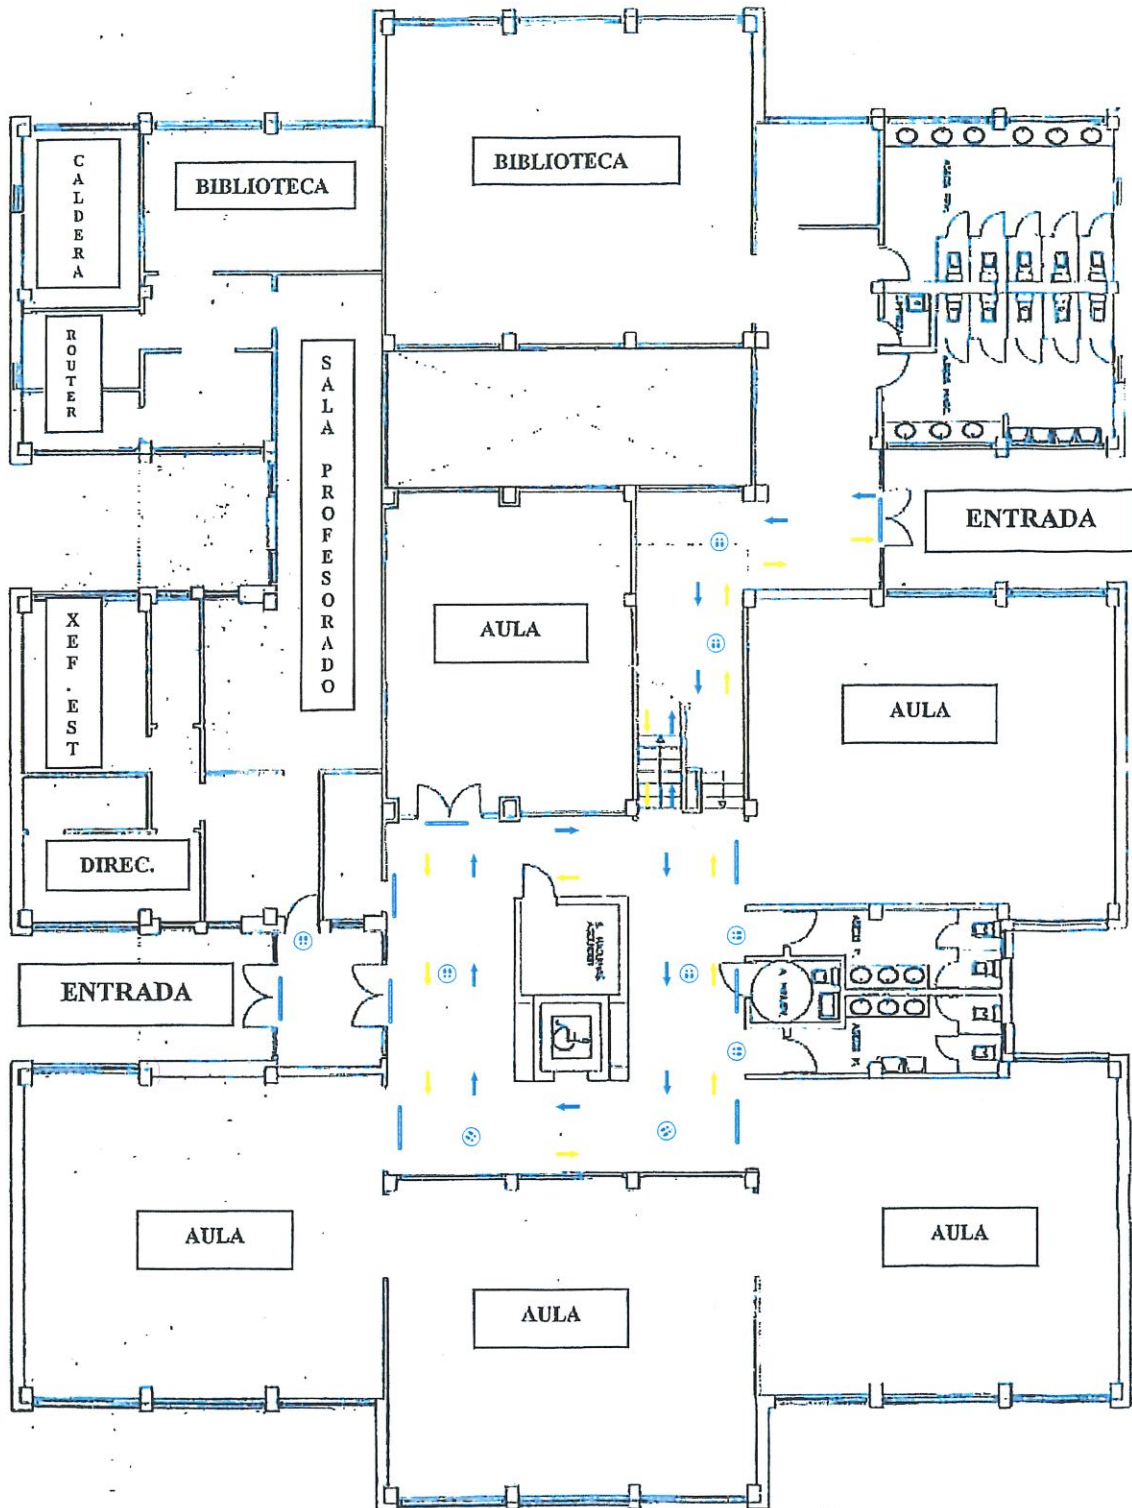 BIBLIOTECA
CALDERA
BIBLIOTECA
ROUTER
SALA PROFESORADO
ENTRADA
XEF. EST
AULA
AULA
DIREC.
ENTRADA
AULA
AULA
AULA